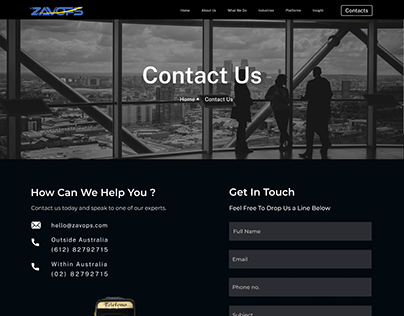 ZAVOPS
Home About Us What We Do Industries Platforms Insight Contacts
Contact Us
Home Contact Us
How Can We Help You ?
Contact us today and speak to one of our experts.
hello@zavops.com
Outside Australia
(612) 82792715
Within Australia
(02) 82792715
Get In Touch
Feel Free To Drop Us a Line Below
Full Name
Email
Phone no.
Subject